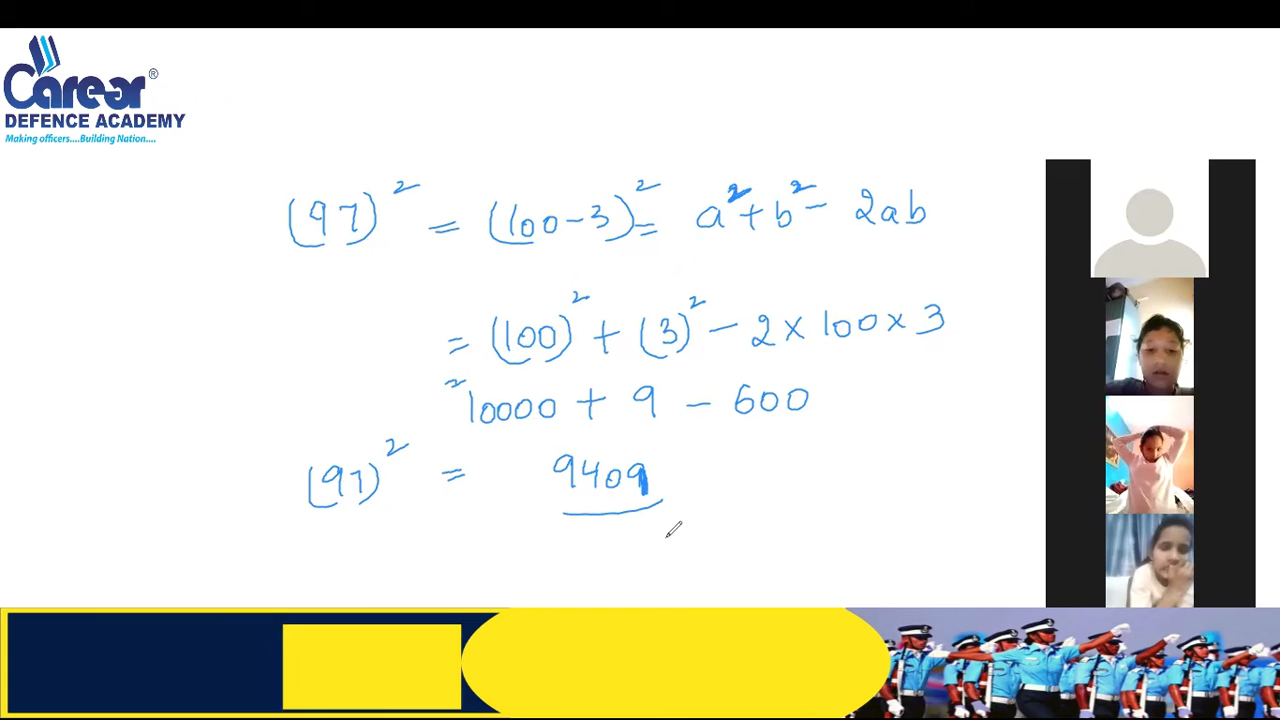 Carear®
DEFENCE ACADEMY
Making officers....Building Nation....
(97)² = (100-3)² = a² + b² - 2ab
= (100)² + (3)² - 2 × 100 × 3
= 10000 + 9 - 600
(97)² = 9409